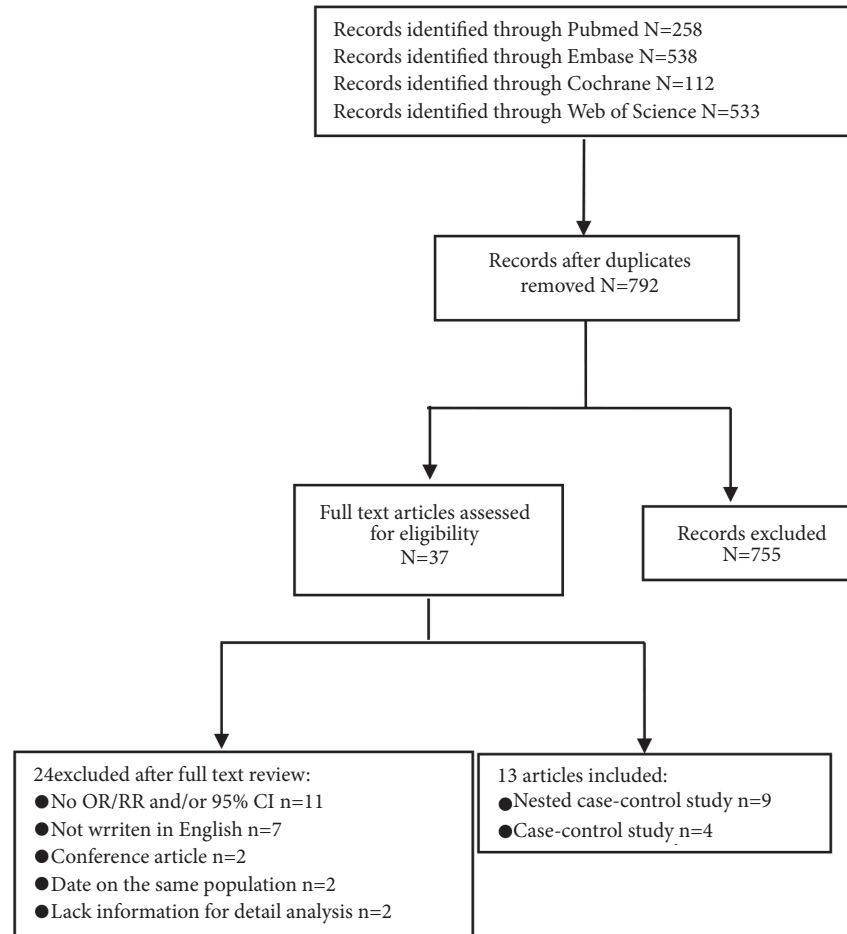 Records identified through Pubmed N=258
Records identified through Embase N=538
Records identified through Cochrane N=112
Records identified through Web of Science N=533
Records after duplicates
removed N=792
Full text articles assessed
for eligibility
N=37
Records excluded
N=755
24excluded after full text review:
●No OR/RR and/or 95% CI n=11
●Not wrriten in English n=7
●Conference article n=2
●Date on the same population n=2
●Lack information for detail analysis n=2
13 articles included:
●Nested case-control study n=9
●Case-control study n=4